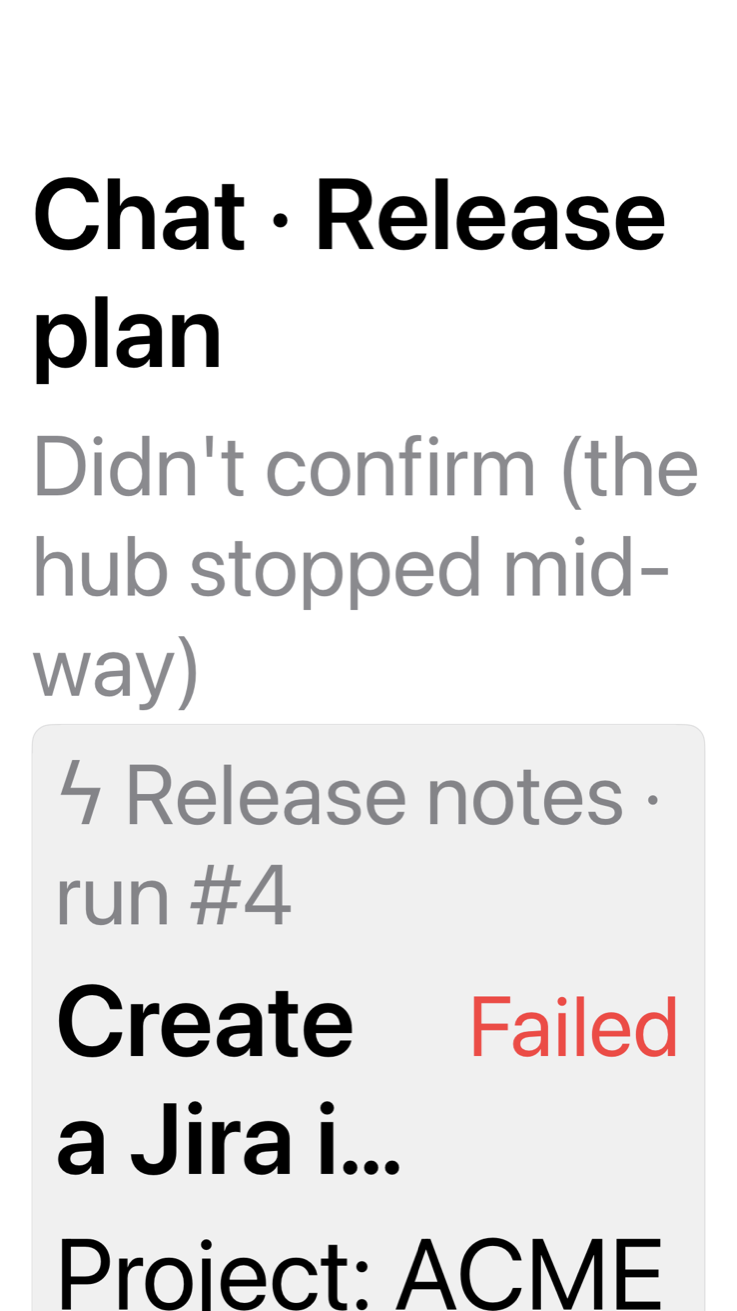 Chat · Release
plan
Didn't confirm (the
hub stopped mid-
way)
ϟ Release notes ·
run #4
Create
a Jira i...
Failed
Project: ACME